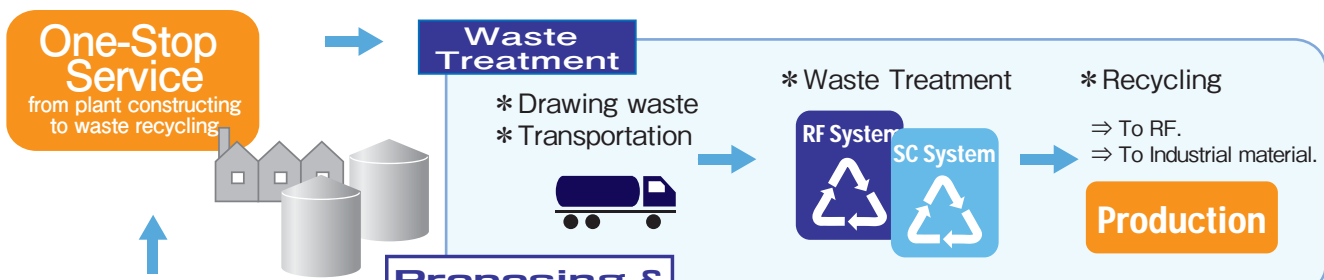 One-Stop
Service
from plant constructing
to waste recycling
Waste
Treatment
＊Drawing waste
＊Transportation
＊Waste Treatment
RF System
SC System
＊Recycling
⇒ To RF.
⇒ To Industrial material.
Production
Proposing &